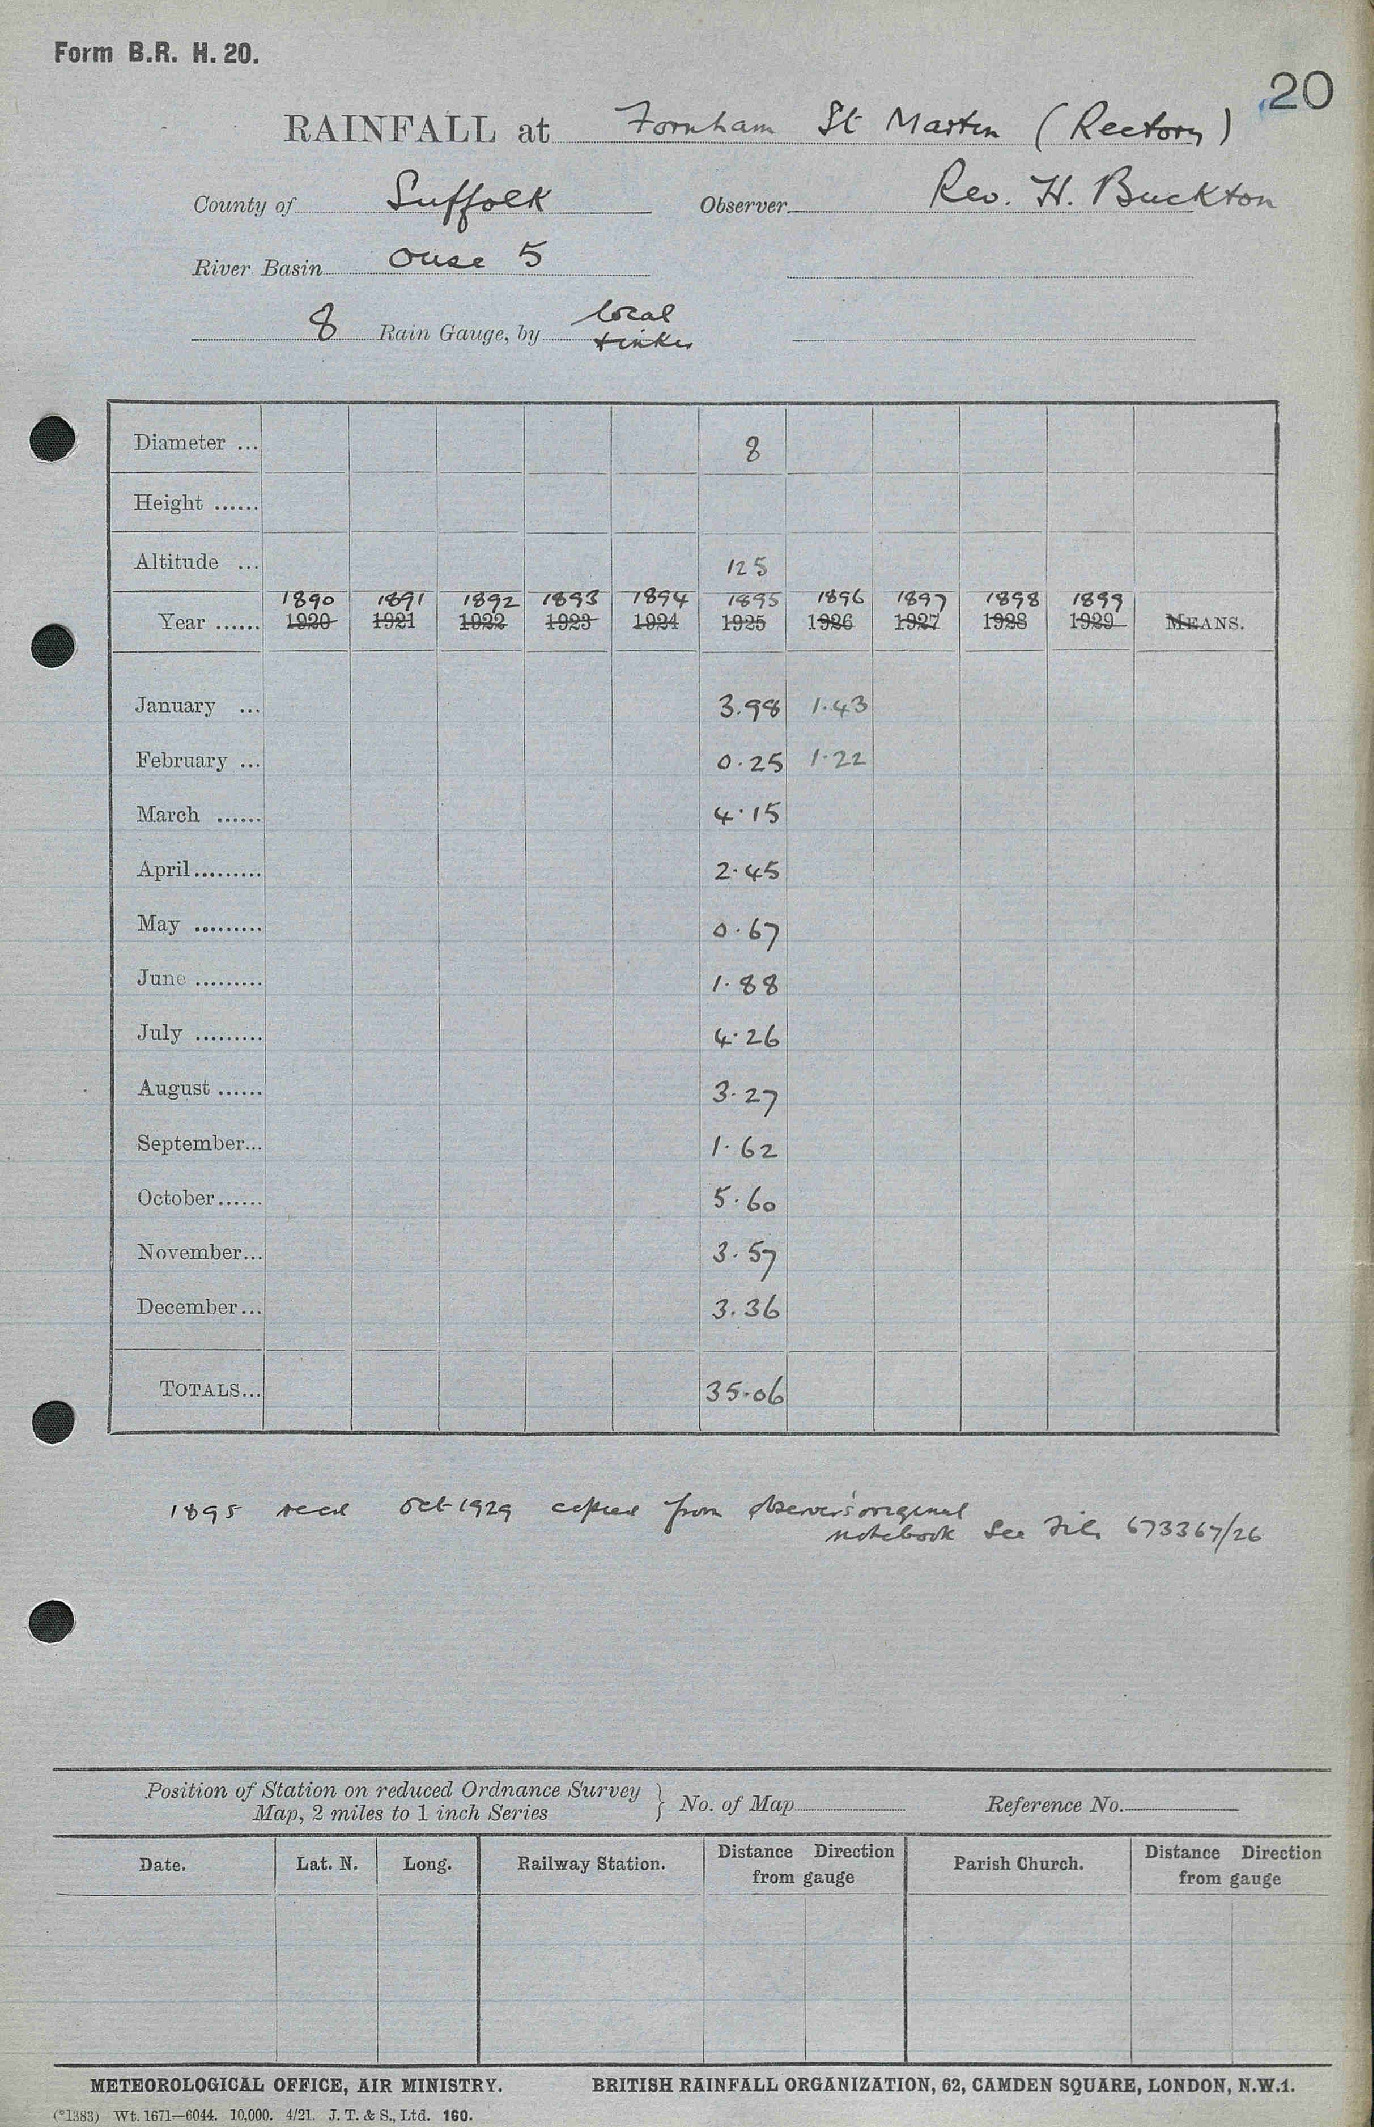 Form B.R. H. 20.
20
RAINFALL at Fornham St Martin (Rectory)
County of Suffolk Observer Rev. H. Buckton
River Basin Ouse 5
8 Rain Gauge, by local
tinker
Diameter ... 8
Height ......
Altitude ... 125
1890 1891 1892 1893 1894 1895 1896 1897 1898 1899
Year ...... 1920 1921 1922 1923 1924 1925 1926 1927 1928 1929 MEANS.
January ... 3.98 1.43
February ... 0.25 1.22
March ...... 4.15
April ......... 2.45
May ......... 0.67
June ......... 1.88
July ......... 4.26
August ...... 3.27
September... 1.62
October ...... 5.60
November... 3.57
December... 3.36
TOTALS... 35.06
1895 recd Oct 1929 copied from observer's original
notebook See File 673367/26
Position of Station on reduced Ordnance Survey
Map, 2 miles to 1 inch Series } No. of Map Reference No.
Date. Lat. N. Long. Railway Station. Distance from gauge Direction Parish Church. Distance from gauge Direction
METEOROLOGICAL OFFICE, AIR MINISTRY. BRITISH RAINFALL ORGANIZATION, 62, CAMDEN SQUARE, LONDON, N.W.1.
(*1383) Wt. 1671—6044. 10,000. 4/21. J. T. & S., Ltd. 160.